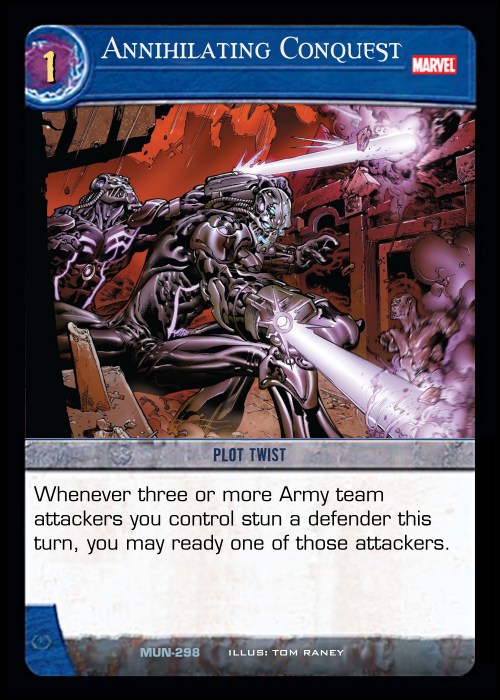 1
ANNIHILATING CONQUEST
MARVEL
PLOT TWIST
Whenever three or more Army team
attackers you control stun a defender this
turn, you may ready one of those attackers.
MUN-298 ILLUS: TOM RANEY